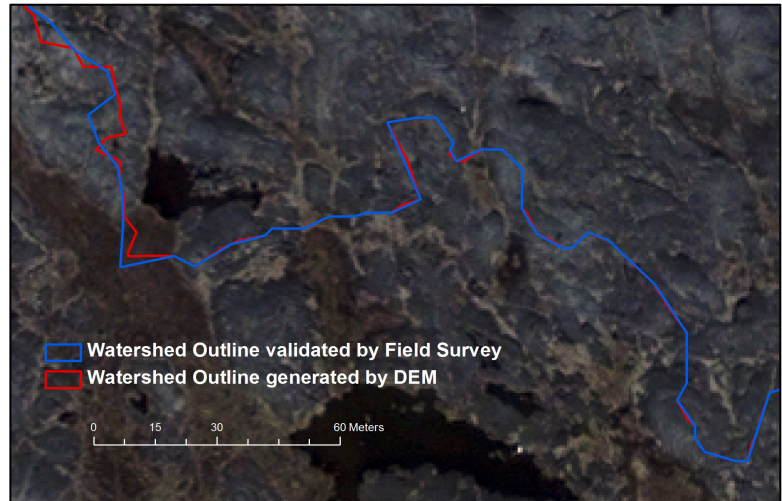 Watershed Outline validated by Field Survey
Watershed Outline generated by DEM
0 15 30 60 Meters